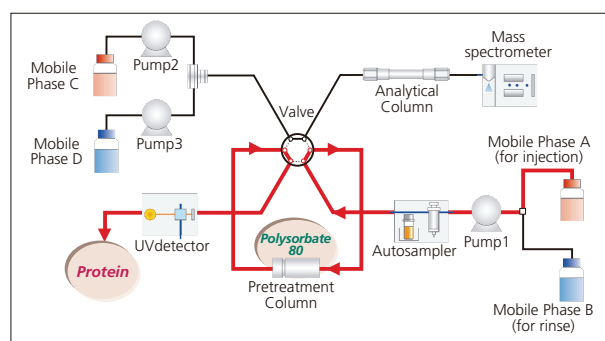 Mobile
Phase C
Pump2
Mobile
Phase D
Pump3
Valve
Analytical
Column
Mass
spectrometer
Mobile Phase A
(for injection)
Pump1
Autosampler
Mobile Phase B
(for rinse)
UVdetector
Protein
Polysorbate
80
Pretreatment
Column